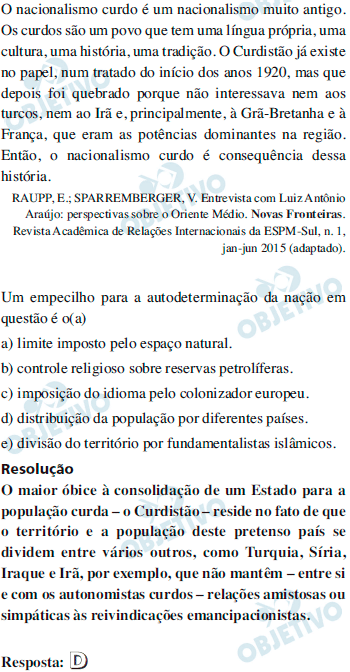 O nacionalismo curdo é um nacionalismo muito antigo.
Os curdos são um povo que tem uma língua própria, uma
cultura, uma história, uma tradição. O Curdistão já existe
no papel, num tratado do início dos anos 1920, mas que
depois foi quebrado porque não interessava nem aos
turcos, nem ao Irã e, principalmente, à Grã-Bretanha e à
França, que eram as potências dominantes na região.
Então, o nacionalismo curdo é consequência dessa
história.
RAUPP, E.; SPARREMBERGER, V. Entrevista com Luiz Antônio
Araújo: perspectivas sobre o Oriente Médio. Novas Fronteiras.
Revista Acadêmica de Relações Internacionais da ESPM-Sul, n. 1,
jan-jun 2015 (adaptado).
Um empecilho para a autodeterminação da nação em
questão é o(a)
a) limite imposto pelo espaço natural.
b) controle religioso sobre reservas petrolíferas.
c) imposição do idioma pelo colonizador europeu.
d) distribuição da população por diferentes países.
e) divisão do território por fundamentalistas islâmicos.
Resolução
O maior óbice à consolidação de um Estado para a
população curda – o Curdistão – reside no fato de que
o território e a população deste pretenso país se
dividem entre vários outros, como Turquia, Síria,
Iraque e Irã, por exemplo, que não mantêm – entre si
e com os autonomistas curdos – relações amistosas ou
simpáticas às reivindicações emancipacionistas.
Resposta: D
OBJETIVO
OBJETIVO
OBJETIVO
OBJETIVO
OBJETIVO
OBJETIVO
OBJETIVO